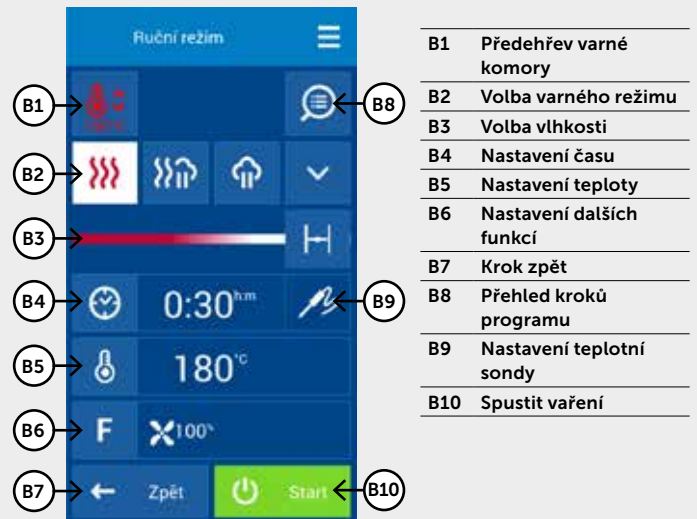 Ruční režim
B1
B8
B2
B3
B4
0:30 h:m
B9
B5
180 °C
B6
F
100%
B7
Zpět
Start
B10
B1 Předehřev varné
komory
B2 Volba varného režimu
B3 Volba vlhkosti
B4 Nastavení času
B5 Nastavení teploty
B6 Nastavení dalších
funkcí
B7 Krok zpět
B8 Přehled kroků
programu
B9 Nastavení teplotní
sondy
B10 Spustit vaření